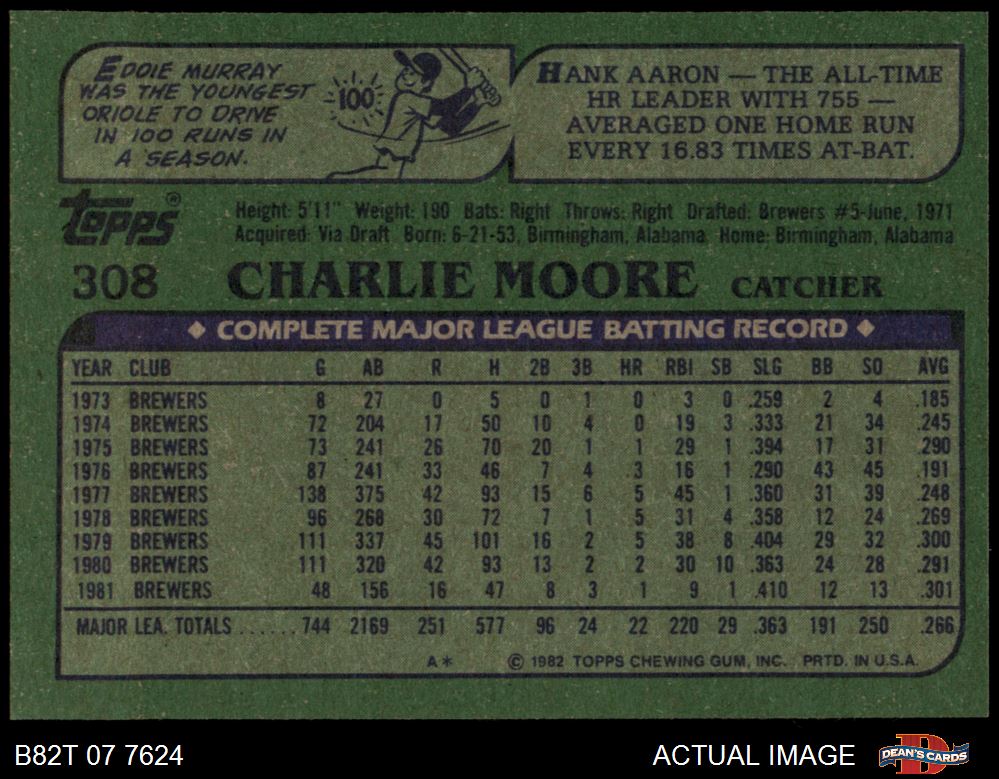 EDDIE MURRAY
WAS THE YOUNGEST
ORIOLE TO DRIVE
IN 100 RUNS IN
A SEASON.
100
HANK AARON — THE ALL-TIME
HR LEADER WITH 755 —
AVERAGED ONE HOME RUN
EVERY 16.83 TIMES AT-BAT.
topps®
Height: 5'11" Weight: 190 Bats: Right Throws: Right Drafted: Brewers #5-June, 1971
Acquired: Via Draft Born: 6-21-53, Birmingham, Alabama Home: Birmingham, Alabama
308 CHARLIE MOORE CATCHER
◆ COMPLETE MAJOR LEAGUE BATTING RECORD ◆
YEAR CLUB G AB R H 2B 3B HR RBI SB SLG BB SO AVG
1973 BREWERS 8 27 0 5 0 1 0 3 0 .259 2 4 .185
1974 BREWERS 72 204 17 50 10 4 0 19 3 .333 21 34 .245
1975 BREWERS 73 241 26 70 20 1 1 29 1 .394 17 31 .290
1976 BREWERS 87 241 33 46 7 4 3 16 1 .290 43 45 .191
1977 BREWERS 138 375 42 93 15 6 5 45 1 .360 31 39 .248
1978 BREWERS 96 268 30 72 7 1 5 31 4 .358 12 24 .269
1979 BREWERS 111 337 45 101 16 2 5 38 8 .404 29 32 .300
1980 BREWERS 111 320 42 93 13 2 2 30 10 .363 24 28 .291
1981 BREWERS 48 156 16 47 8 3 1 9 1 .410 12 13 .301
MAJOR LEA. TOTALS ...... 744 2169 251 577 96 24 22 220 29 .363 191 250 .266
A* © 1982 TOPPS CHEWING GUM, INC. PRTD. IN U.S.A.
B82T 07 7624
ACTUAL IMAGE
D
DEAN'S CARDS